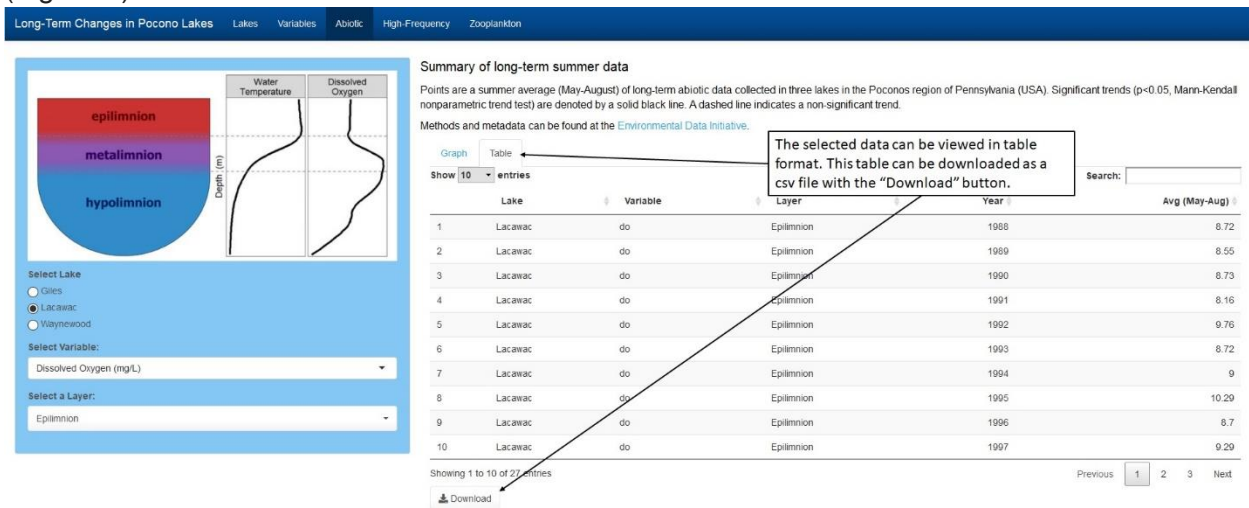 Long-Term Changes in Pocono Lakes Lakes Variables Abiotic High-Frequency Zooplankton
Water Temperature
Dissolved Oxygen
epilimnion
metalimnion
hypolimnion
Depth (m)
Select Lake
Giles
Lacawac
Waynewood
Select Variable:
Dissolved Oxygen (mg/L)
Select a Layer:
Epilimnion
Summary of long-term summer data
Points are a summer average (May-August) of long-term abiotic data collected in three lakes in the Poconos region of Pennsylvania (USA). Significant trends (p<0.05, Mann-Kendall
nonparametric trend test) are denoted by a solid black line. A dashed line indicates a non-significant trend.
Methods and metadata can be found at the Environmental Data Initiative.
The selected data can be viewed in table
format. This table can be downloaded as a
csv file with the “Download” button.
Graph Table
Show 10 entries Search:
Lake Variable Layer Year Avg (May-Aug)
1 Lacawac do Epilimnion 1988 8.72
2 Lacawac do Epilimnion 1989 8.55
3 Lacawac do Epilimnion 1990 8.73
4 Lacawac do Epilimnion 1991 8.16
5 Lacawac do Epilimnion 1992 9.76
6 Lacawac do Epilimnion 1993 8.72
7 Lacawac do Epilimnion 1994 9
8 Lacawac do Epilimnion 1995 10.29
9 Lacawac do Epilimnion 1996 8.7
10 Lacawac do Epilimnion 1997 9.29
Showing 1 to 10 of 27 entries Previous 1 2 3 Next
Download